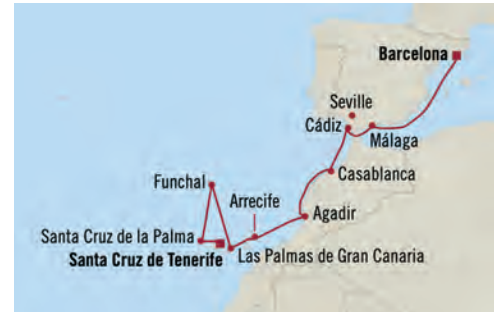 Barcelona
Seville
Cádiz
Málaga
Casablanca
Funchal
Arrecife
Agadir
Santa Cruz de la Palma
Santa Cruz de Tenerife
Las Palmas de Gran Canaria